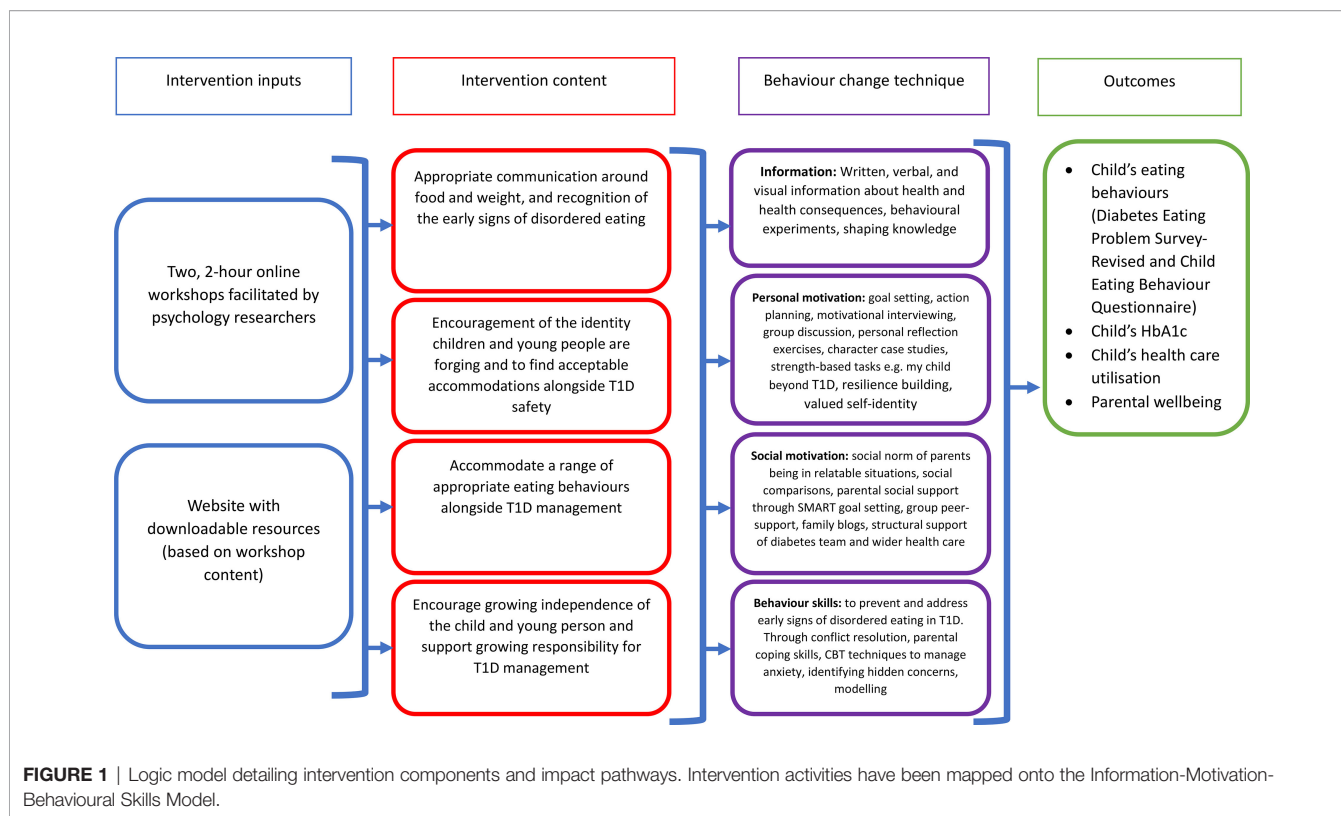 Intervention inputs
Intervention content
Behaviour change technique
Outcomes
Two, 2-hour online
workshops facilitated by
psychology researchers
Website with
downloadable resources
(based on workshop
content)
Appropriate communication around
food and weight, and recognition of
the early signs of disordered eating
Encouragement of the identity
children and young people are
forging and to find acceptable
accommodations alongside T1D
safety
Accommodate a range of
appropriate eating behaviours
alongside T1D management
Encourage growing independence of
the child and young person and
support growing responsibility for
T1D management
Information: Written, verbal, and
visual information about health and
health consequences, behavioural
experiments, shaping knowledge
Personal motivation: goal setting, action
planning, motivational interviewing,
group discussion, personal reflection
exercises, character case studies,
strength-based tasks e.g. my child
beyond T1D, resilience building,
valued self-identity
Social motivation: social norm of parents
being in relatable situations, social
comparisons, parental social support
through SMART goal setting, group peer-
support, family blogs, structural support
of diabetes team and wider health care
Behaviour skills: to prevent and address
early signs of disordered eating in T1D.
Through conflict resolution, parental
coping skills, CBT techniques to manage
anxiety, identifying hidden concerns,
modelling
• Child's eating
behaviours
(Diabetes Eating
Problem Survey-
Revised and Child
Eating Behaviour
Questionnaire)
• Child's HbA1c
• Child's health care
utilisation
• Parental wellbeing
FIGURE 1 | Logic model detailing intervention components and impact pathways. Intervention activities have been mapped onto the Information-Motivation-
Behavioural Skills Model.